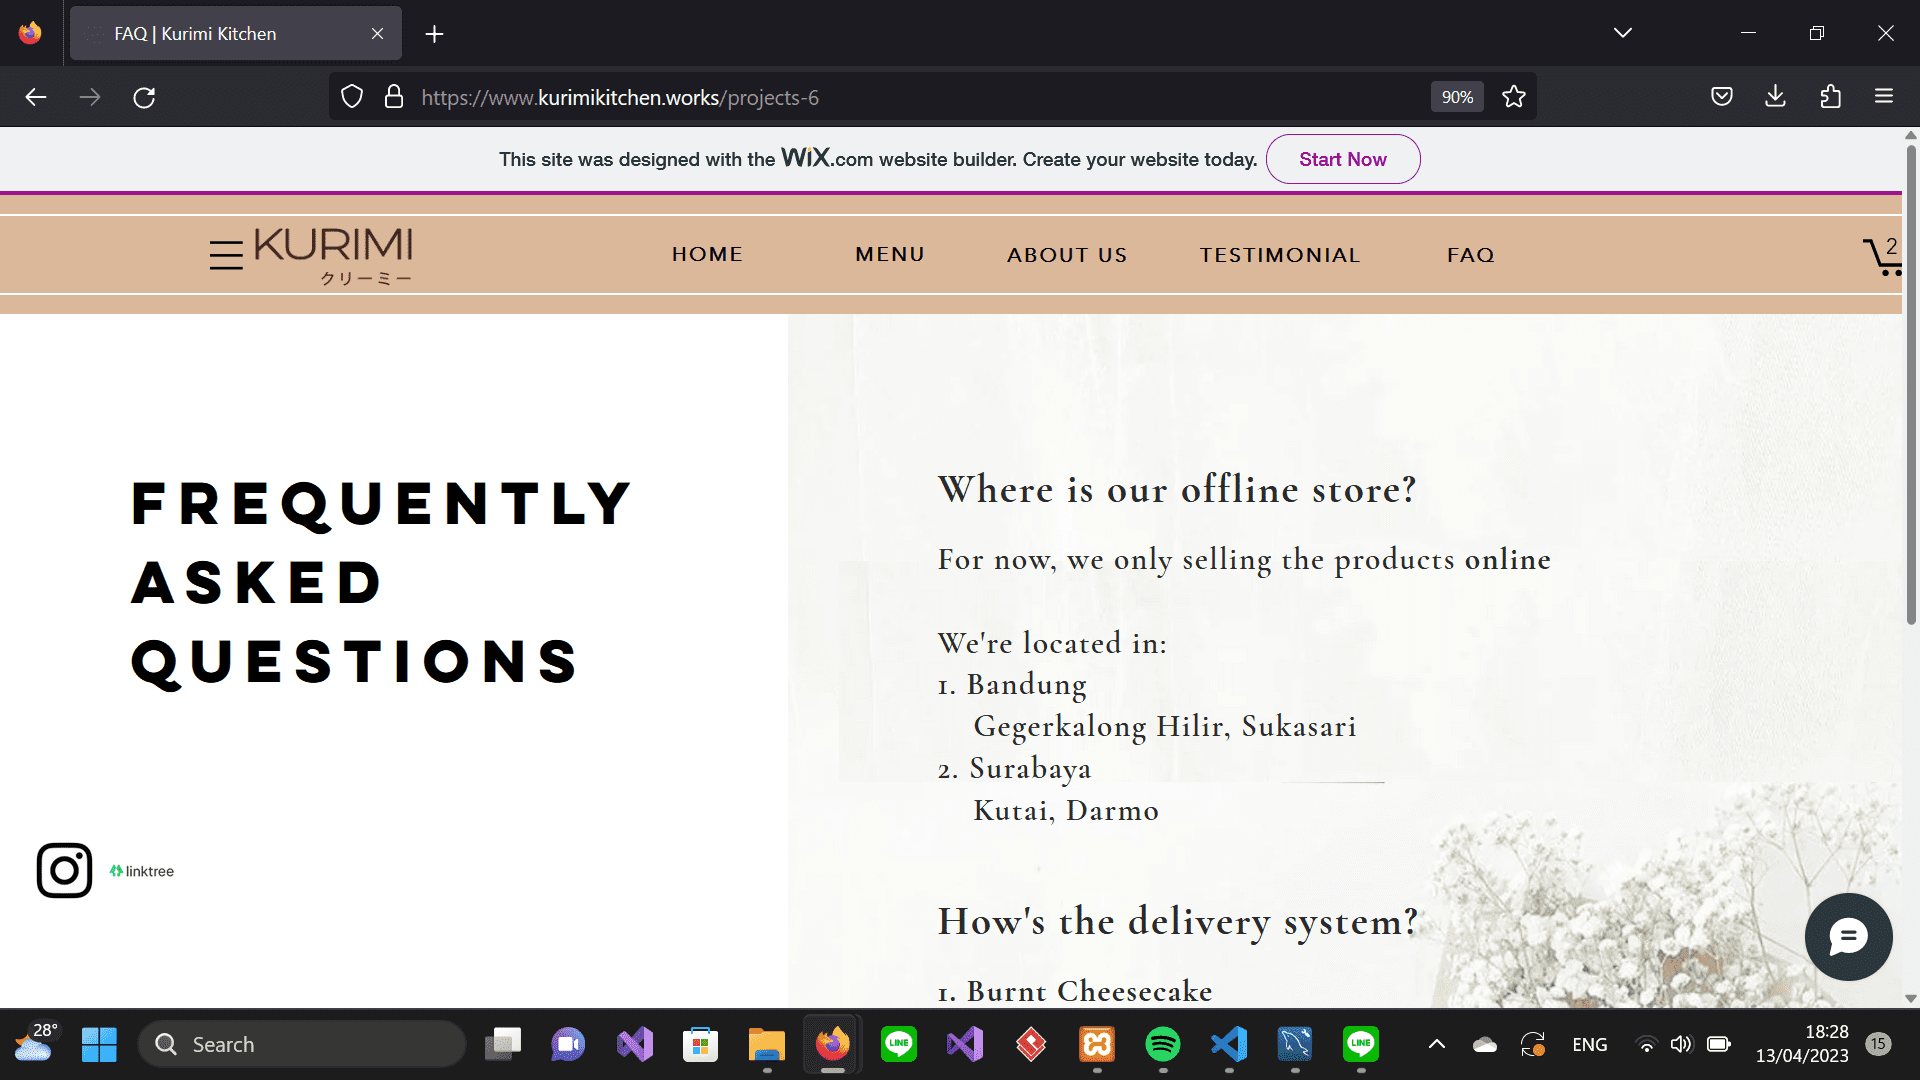 FAQ | Kurimi Kitchen
https://www.kurimikitchen.works/projects-6
90%
This site was designed with the WiX.com website builder. Create your website today.
Start Now
KURIMI
クリーミー
HOME
MENU
ABOUT US
TESTIMONIAL
FAQ
2
FREQUENTLY
ASKED
QUESTIONS
linktree
Where is our offline store?
For now, we only selling the products online
We're located in:
1. Bandung
Gegerkalong Hilir, Sukasari
2. Surabaya
Kutai, Darmo
How's the delivery system?
1. Burnt Cheesecake
28°
Search
LINE
LINE
ENG
18:28
13/04/2023
15